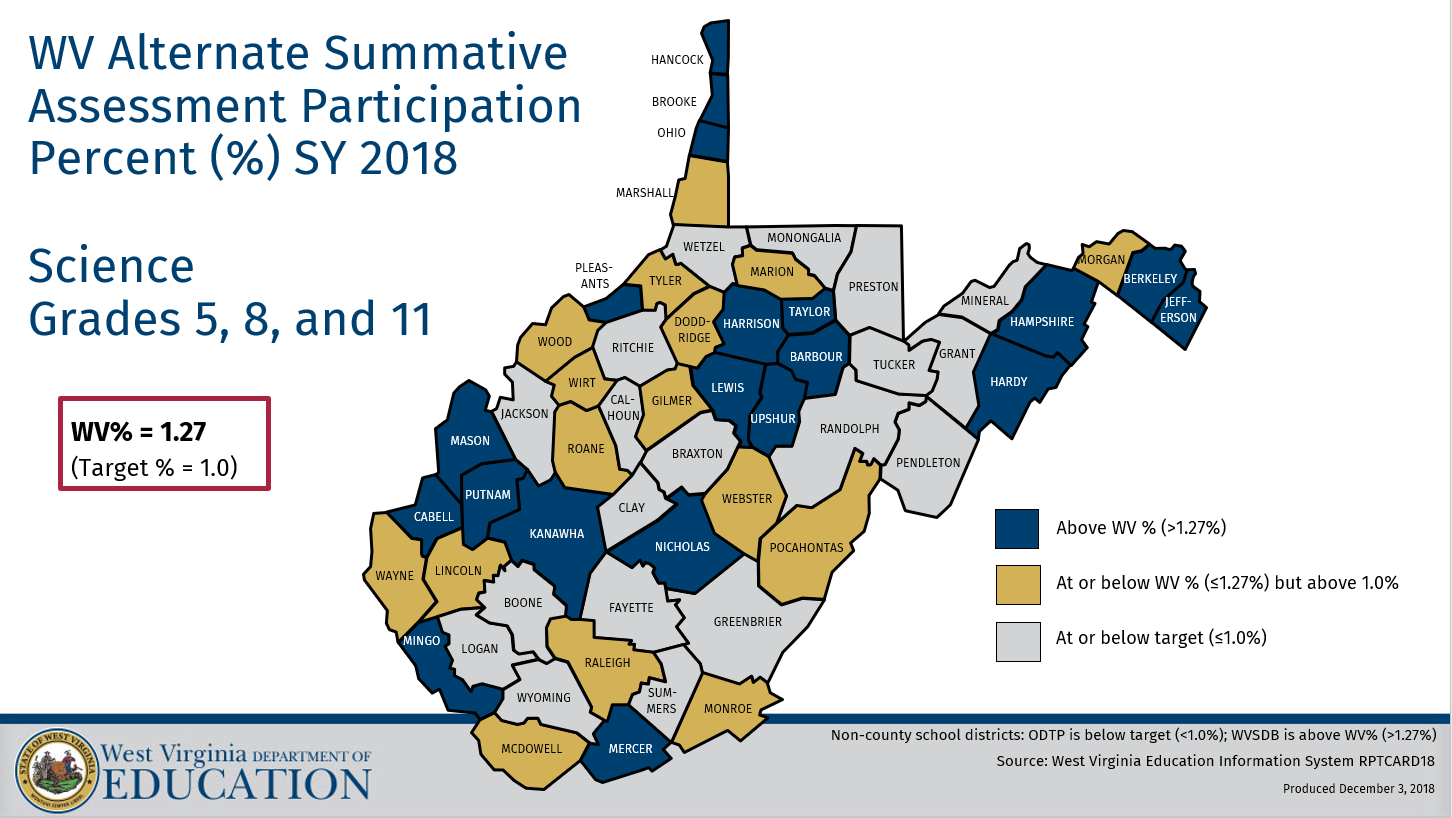 WV Alternate Summative
Assessment Participation
Percent (%) SY 2018
Science
Grades 5, 8, and 11
WV% = 1.27
(Target % = 1.0)
HANCOCK
BROOKE
OHIO
MARSHALL
WETZEL
MONONGALIA
PLEAS-
ANTS
TYLER
MARION
PRESTON
MORGAN
BERKELEY
JEFF-
ERSON
MINERAL
HAMPSHIRE
WOOD
RITCHIE
DODD-
RIDGE
HARRISON
TAYLOR
BARBOUR
TUCKER
GRANT
HARDY
WIRT
JACKSON
CAL-
HOUN
GILMER
LEWIS
UPSHUR
RANDOLPH
PENDLETON
MASON
ROANE
BRAXTON
PUTNAM
CABELL
KANAWHA
CLAY
WEBSTER
NICHOLAS
POCAHONTAS
WAYNE
LINCOLN
BOONE
FAYETTE
GREENBRIER
MINGO
LOGAN
RALEIGH
WYOMING
SUM-
MERS
MONROE
MCDOWELL
MERCER
Above WV % (>1.27%)
At or below WV % (≤1.27%) but above 1.0%
At or below target (≤1.0%)
West Virginia DEPARTMENT OF
EDUCATION
Non-county school districts: ODTP is below target (<1.0%); WVSDB is above WV% (>1.27%)
Source: West Virginia Education Information System RPTCARD18
Produced December 3, 2018
STATE OF WEST VIRGINIA